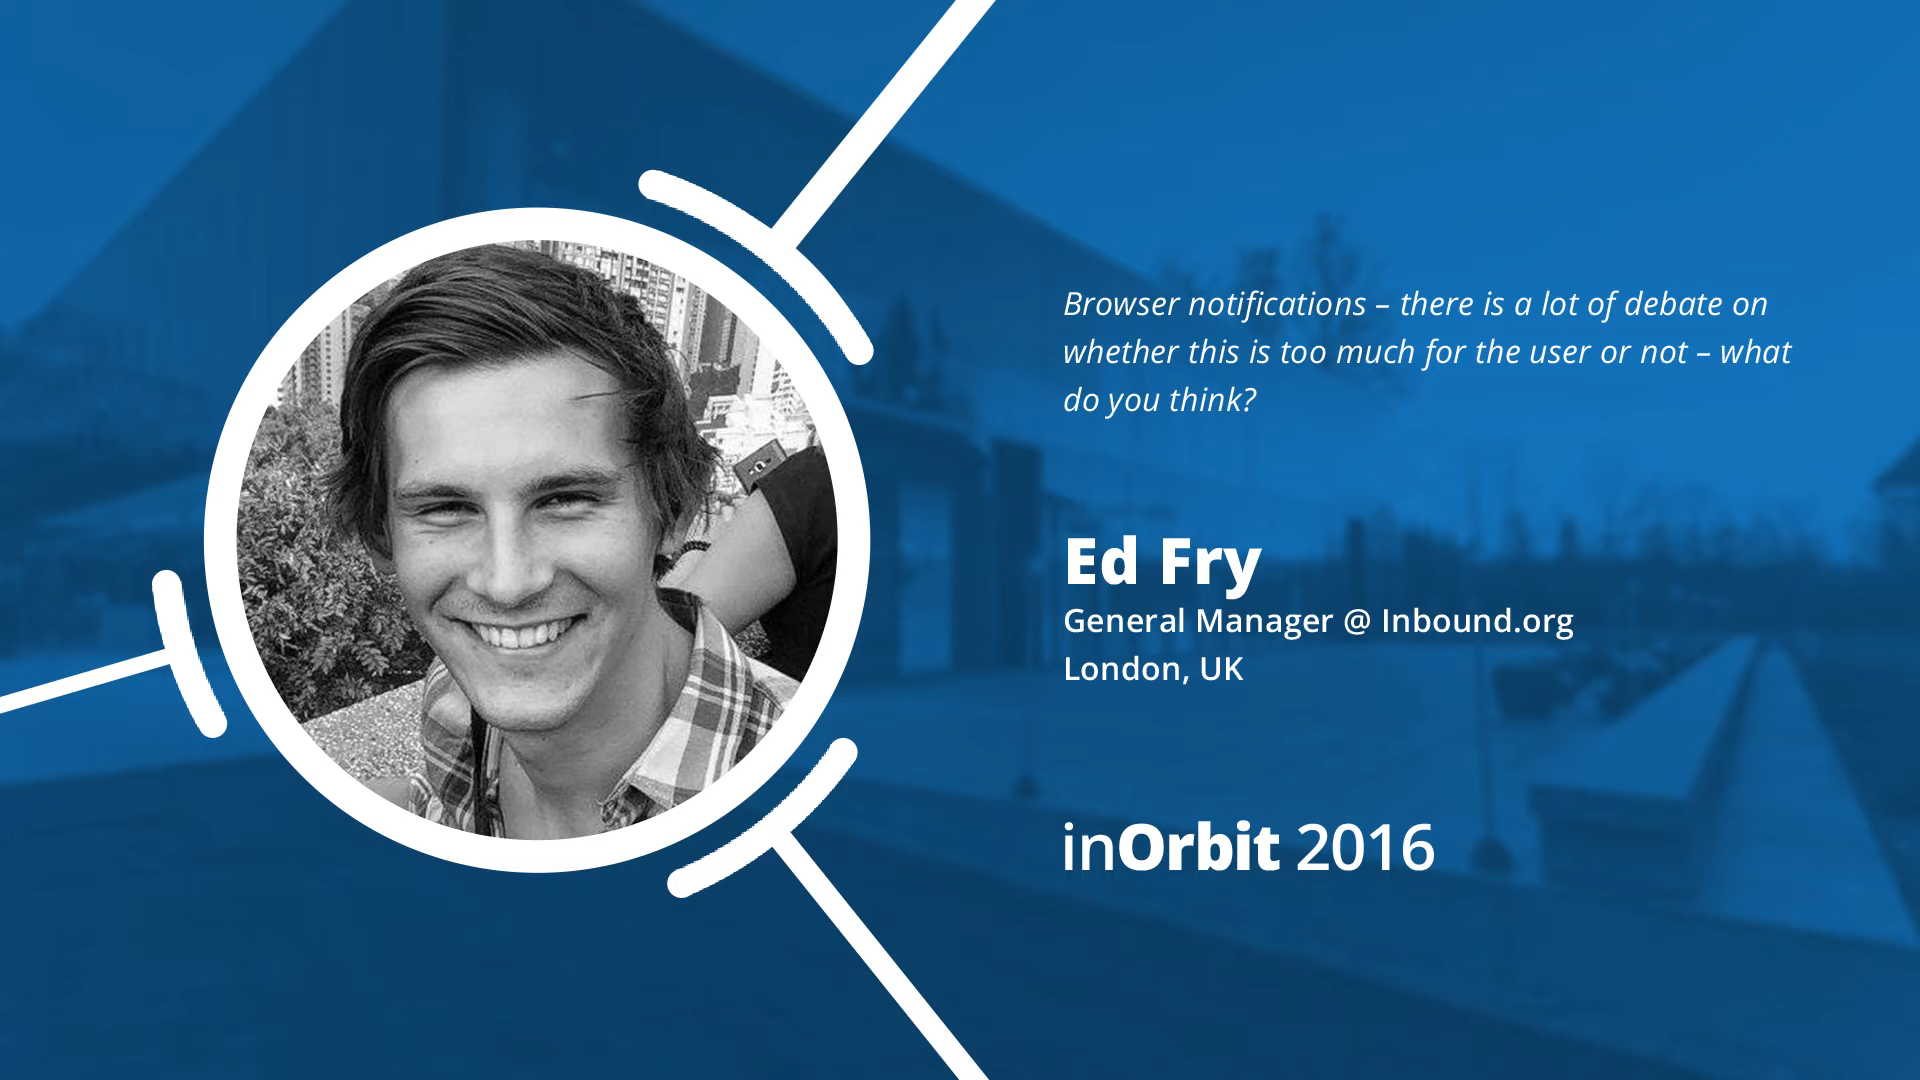 Browser notifications – there is a lot of debate on
whether this is too much for the user or not – what
do you think?
Ed Fry
General Manager @ Inbound.org
London, UK
inOrbit 2016